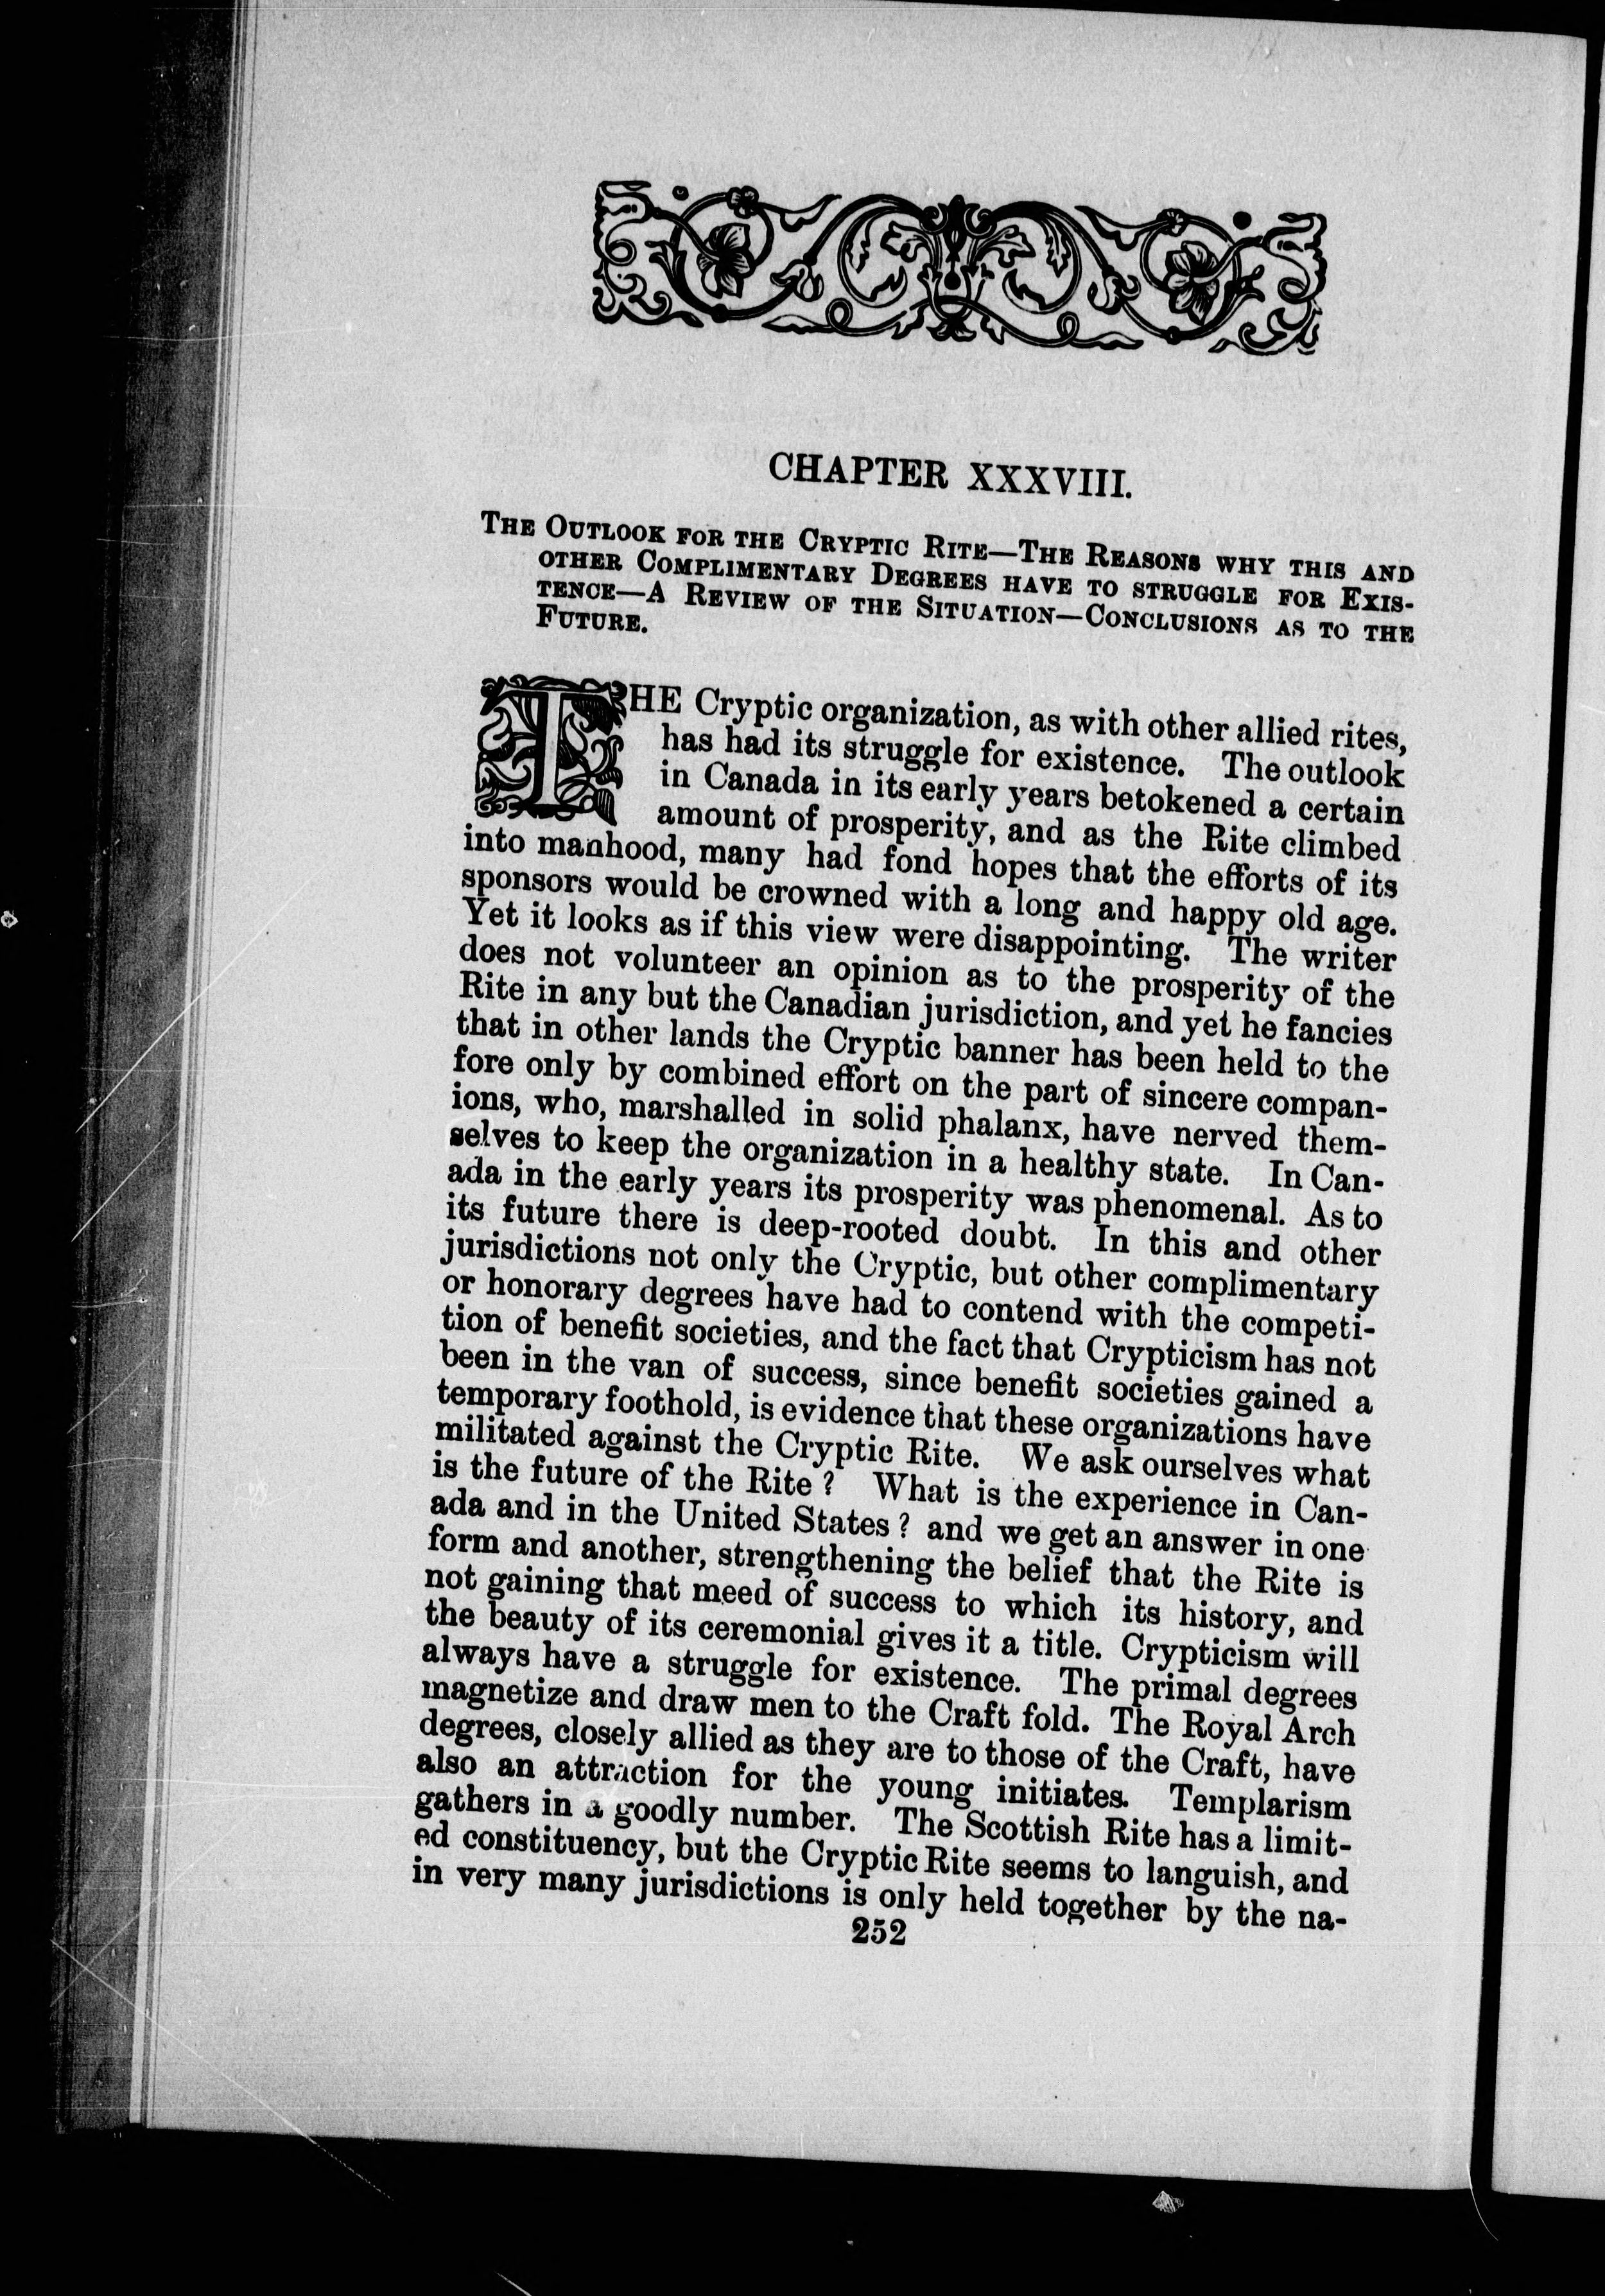 CHAPTER XXXVIII.
THE OUTLOOK FOR THE CRYPTIC RITE—THE REASONS WHY THIS AND
OTHER COMPLIMENTARY DEGREES HAVE TO STRUGGLE FOR EXIS-
TENCE—A REVIEW OF THE SITUATION—CONCLUSIONS AS TO THE
FUTURE.
THE Cryptic organization, as with other allied rites,
has had its struggle for existence. The outlook
in Canada in its early years betokened a certain
amount of prosperity, and as the Rite climbed
into manhood, many had fond hopes that the efforts of its
sponsors would be crowned with a long and happy old age.
Yet it looks as if this view were disappointing. The writer
does not volunteer an opinion as to the prosperity of the
Rite in any but the Canadian jurisdiction, and yet he fancies
that in other lands the Cryptic banner has been held to the
fore only by combined effort on the part of sincere compan-
ions, who, marshalled in solid phalanx, have nerved them-
selves to keep the organization in a healthy state. In Can-
ada in the early years its prosperity was phenomenal. As to
its future there is deep-rooted doubt. In this and other
jurisdictions not only the Cryptic, but other complimentary
or honorary degrees have had to contend with the competi-
tion of benefit societies, and the fact that Crypticism has not
been in the van of success, since benefit societies gained a
temporary foothold, is evidence that these organizations have
militated against the Cryptic Rite. We ask ourselves what
is the future of the Rite? What is the experience in Can-
ada and in the United States? and we get an answer in one
form and another, strengthening the belief that the Rite is
not gaining that meed of success to which its history, and
the beauty of its ceremonial gives it a title. Crypticism will
always have a struggle for existence. The primal degrees
magnetize and draw men to the Craft fold. The Royal Arch
degrees, closely allied as they are to those of the Craft, have
also an attraction for the young initiates. Templarism
gathers in a goodly number. The Scottish Rite has a limit-
ed constituency, but the Cryptic Rite seems to languish, and
in very many jurisdictions is only held together by the na-
252